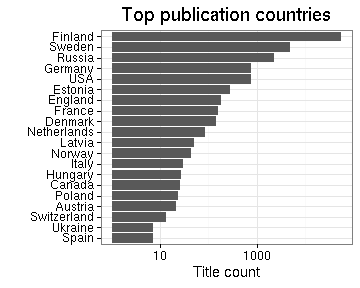 Top publication countries
Finland
Sweden
Russia
Germany
USA
Estonia
England
France
Denmark
Netherlands
Latvia
Norway
Italy
Hungary
Canada
Poland
Austria
Switzerland
Ukraine
Spain
10 1000
Title count